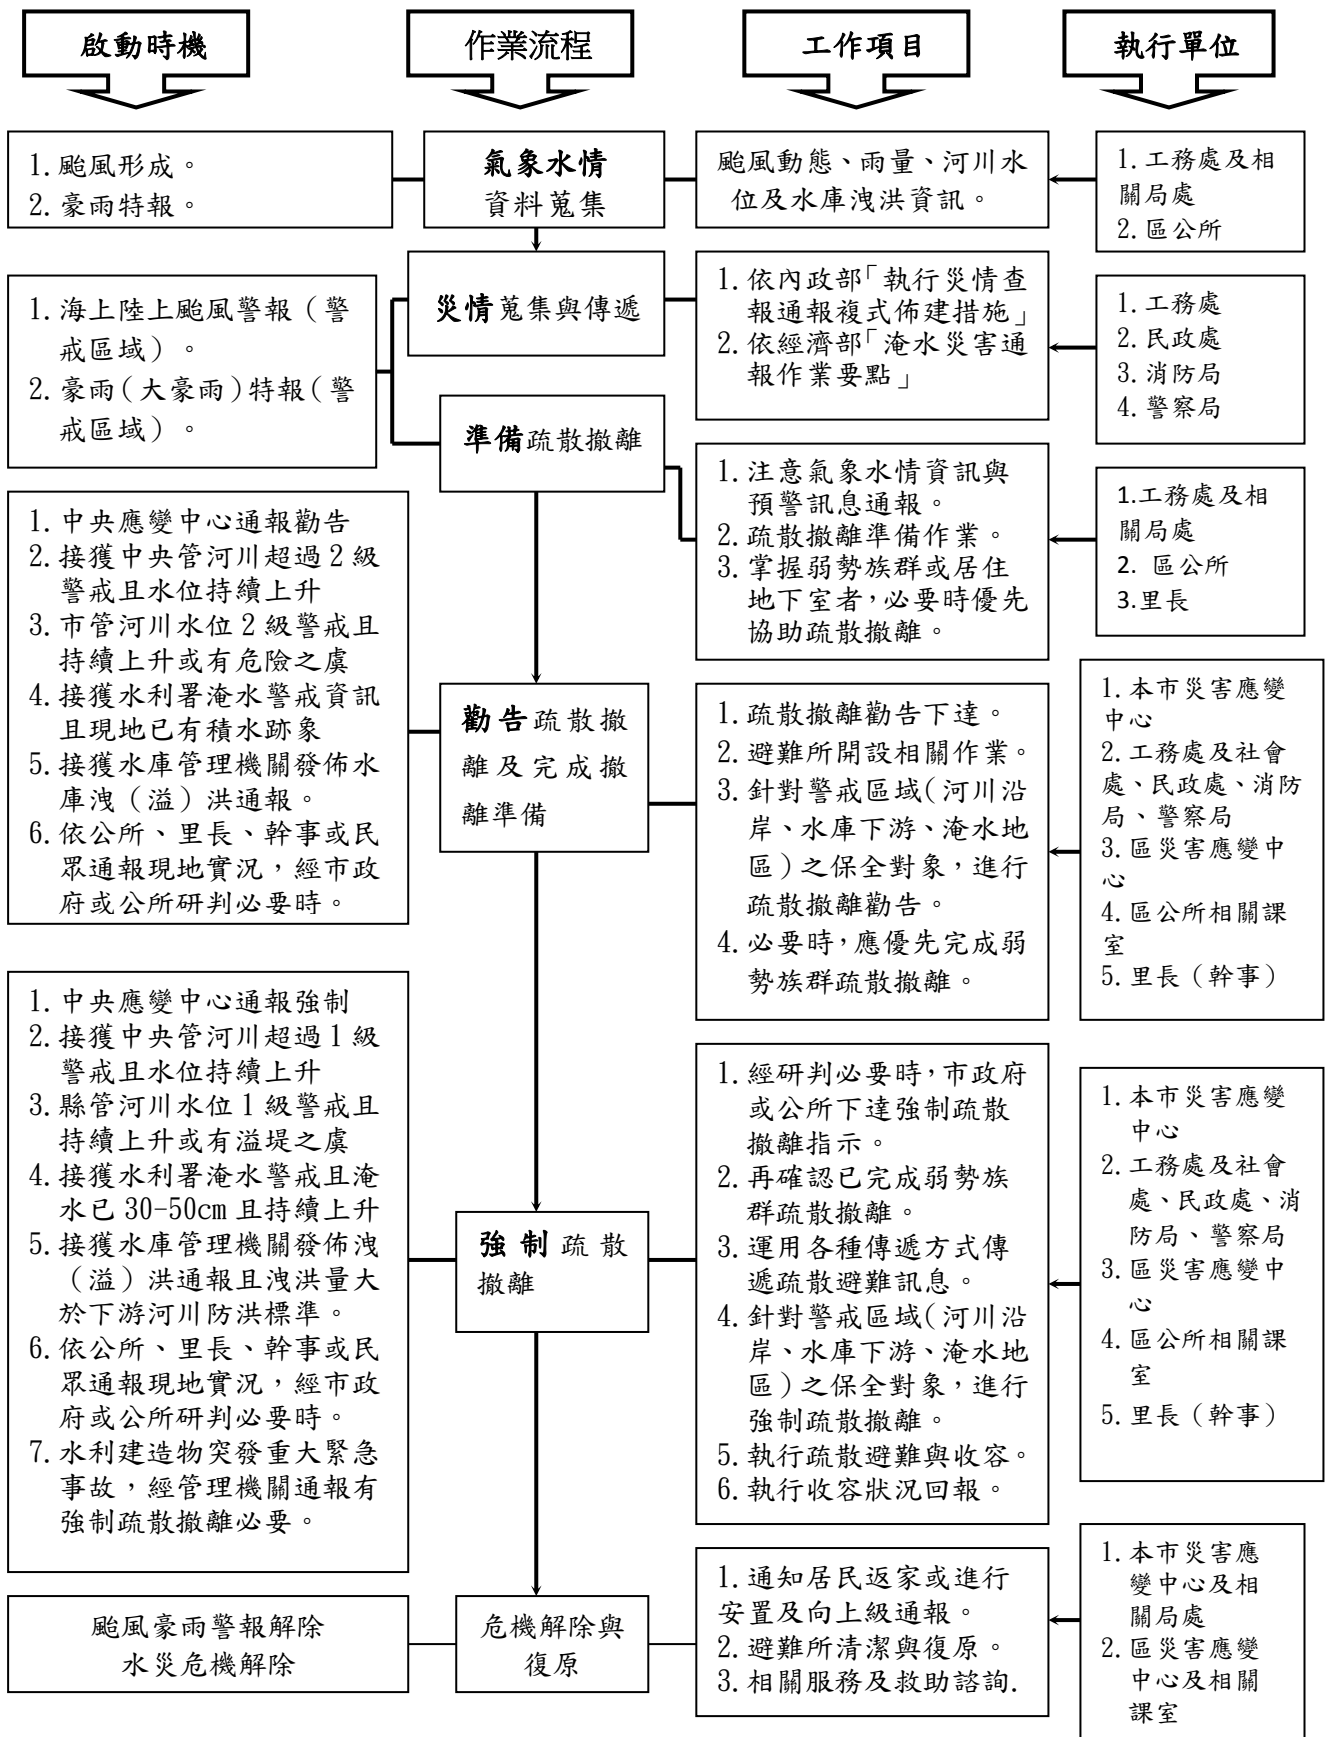 啟動時機
作業流程
工作項目
執行單位
1.颱風形成。
2.豪雨特報。
氣象水情
資料蒐集
颱風動態、雨量、河川水
位及水庫洩洪資訊。
1.工務處及相
關局處
2.區公所
1.海上陸上颱風警報（警
戒區域）。
2.豪雨(大豪雨)特報(警
戒區域)。
災情蒐集與傳遞
1.依內政部「執行災情查
報通報複式佈建措施」
2.依經濟部「淹水災害通
報作業要點」
1.工務處
2.民政處
3.消防局
4.警察局
準備疏散撤離
1.注意氣象水情資訊與
預警訊息通報。
2.疏散撤離準備作業。
3.掌握弱勢族群或居住
地下室者,必要時優先
協助疏散撤離。
1.工務處及相
關局處
2. 區公所
3.里長
1.中央應變中心通報勸告
2.接獲中央管河川超過2級
警戒且水位持續上升
3.市管河川水位2級警戒且
持續上升或有危險之虞
4.接獲水利署淹水警戒資訊
且現地已有積水跡象
5.接獲水庫管理機關發佈水
庫洩（溢）洪通報。
6.依公所、里長、幹事或民
眾通報現地實況，經市政
府或公所研判必要時。
勸告疏散撤
離及完成撤
離準備
1.疏散撤離勸告下達。
2.避難所開設相關作業。
3.針對警戒區域(河川沿
岸、水庫下游、淹水地
區)之保全對象，進行
疏散撤離勸告。
4.必要時,應優先完成弱
勢族群疏散撤離。
1.本市災害應變
中心
2.工務處及社會
處、民政處、消防
局、警察局
3.區災害應變中
心
4.區公所相關課
室
5.里長（幹事）
1.中央應變中心通報強制
2.接獲中央管河川超過1級
警戒且水位持續上升
3.縣管河川水位1級警戒且
持續上升或有溢堤之虞
4.接獲水利署淹水警戒且淹
水已30-50cm且持續上升
5.接獲水庫管理機關發佈洩
（溢）洪通報且洩洪量大
於下游河川防洪標準。
6.依公所、里長、幹事或民
眾通報現地實況，經市政
府或公所研判必要時。
7.水利建造物突發重大緊急
事故，經管理機關通報有
強制疏散撤離必要。
強制疏散
撤離
1.經研判必要時,市政府
或公所下達強制疏散
撤離指示。
2.再確認已完成弱勢族
群疏散撤離。
3.運用各種傳遞方式傳
遞疏散避難訊息。
4.針對警戒區域(河川沿
岸、水庫下游、淹水地
區)之保全對象，進行
強制疏散撤離。
5.執行疏散避難與收容。
6.執行收容狀況回報。
1.本市災害應變
中心
2.工務處及社會
處、民政處、消
防局、警察局
3.區災害應變中
心
4.區公所相關課
室
5.里長（幹事）
颱風豪雨警報解除
水災危機解除
危機解除與
復原
1.通知居民返家或進行
安置及向上級通報。
2.避難所清潔與復原。
3.相關服務及救助諮詢.
1.本市災害應
變中心及相
關局處
2.區災害應變
中心及相關
課室